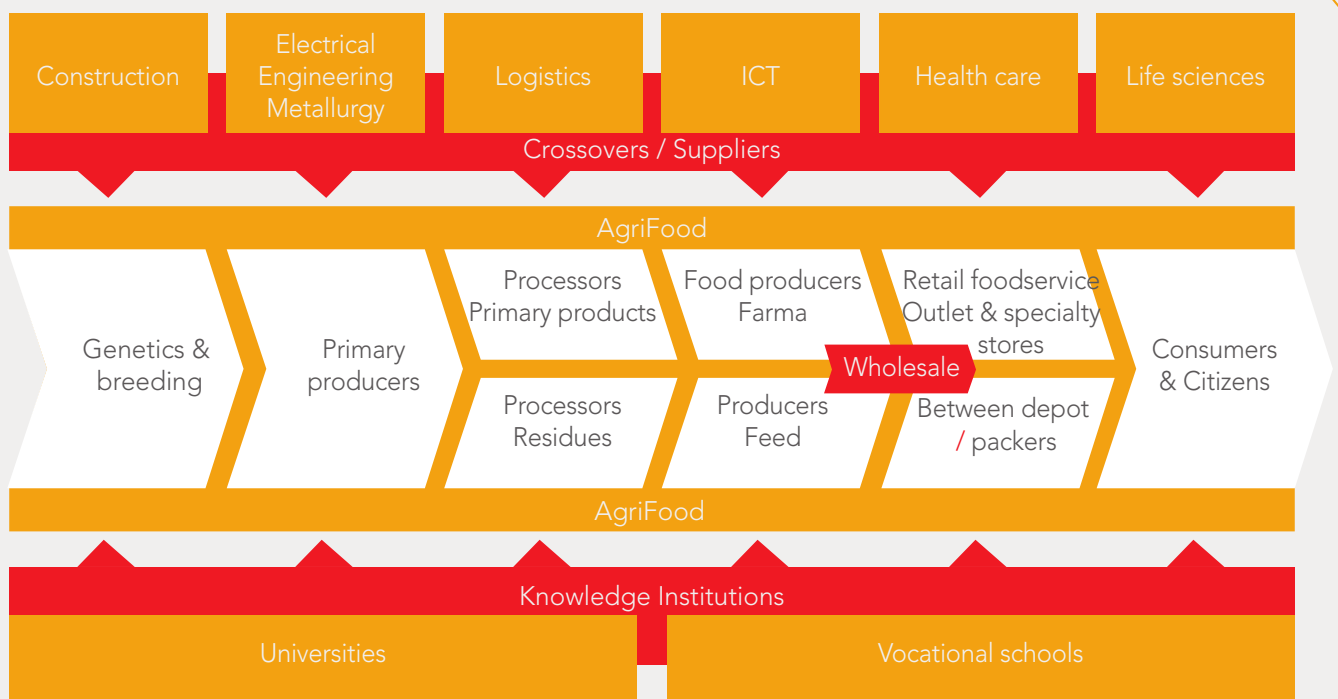 Construction
Electrical
Engineering
Metallurgy
Logistics
ICT
Health care
Life sciences
Crossovers / Suppliers
AgriFood
Genetics &
breeding
Primary
producers
Processors
Primary products
Processors
Residues
Food producers
Farma
Producers
Feed
Wholesale
Retail foodservice
Outlet & specialty
stores
Between depot
/ packers
Consumers
& Citizens
AgriFood
Knowledge Institutions
Universities
Vocational schools